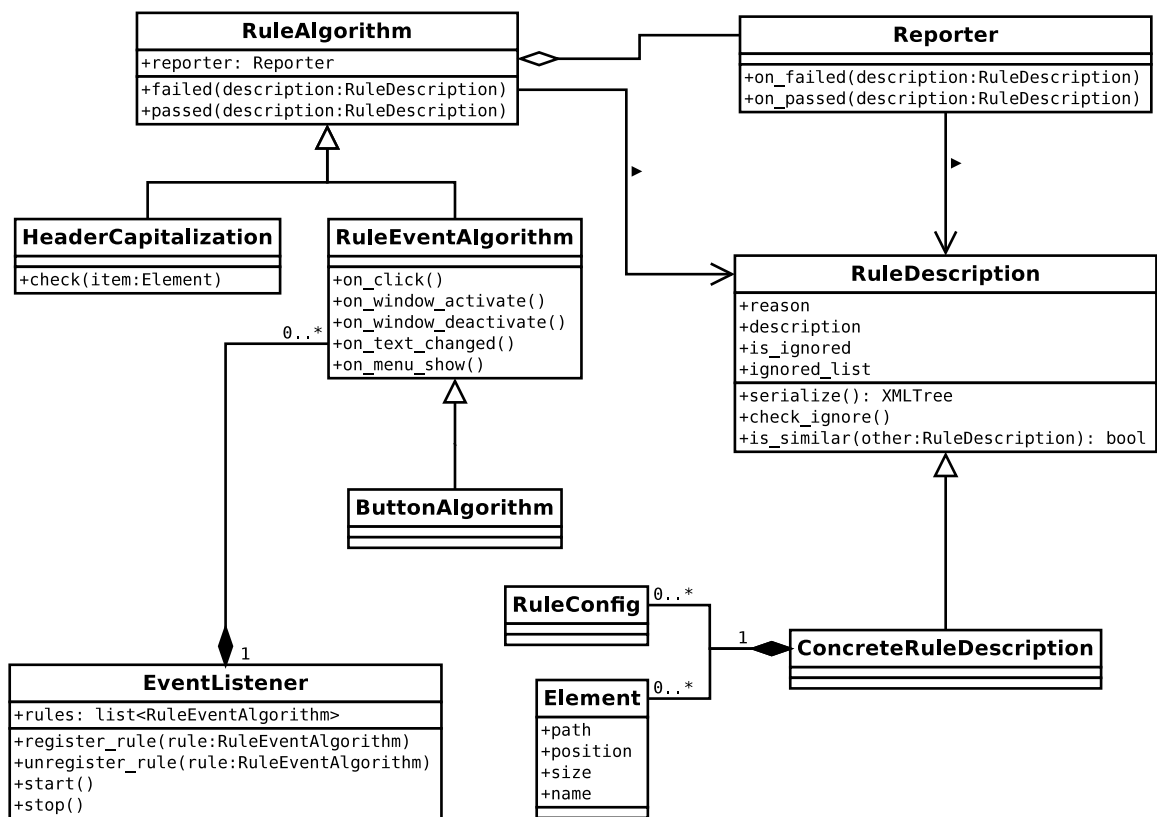 RuleAlgorithm
+reporter: Reporter
+failed(description:RuleDescription)
+passed(description:RuleDescription)
Reporter
+on_failed(description:RuleDescription)
+on_passed(description:RuleDescription)
HeaderCapitalization
+check(item:Element)
RuleEventAlgorithm
+on_click()
+on_window_activate()
+on_window_deactivate()
+on_text_changed()
+on_menu_show()
0..*
RuleDescription
+reason
+description
+is_ignored
+ignored_list
+serialize(): XMLTree
+check_ignore()
+is_similar(other:RuleDescription): bool
ButtonAlgorithm
RuleConfig
0..*
1
ConcreteRuleDescription
Element
0..*
+path
+position
+size
+name
1
EventListener
+rules: list<RuleEventAlgorithm>
+register_rule(rule:RuleEventAlgorithm)
+unregister_rule(rule:RuleEventAlgorithm)
+start()
+stop()